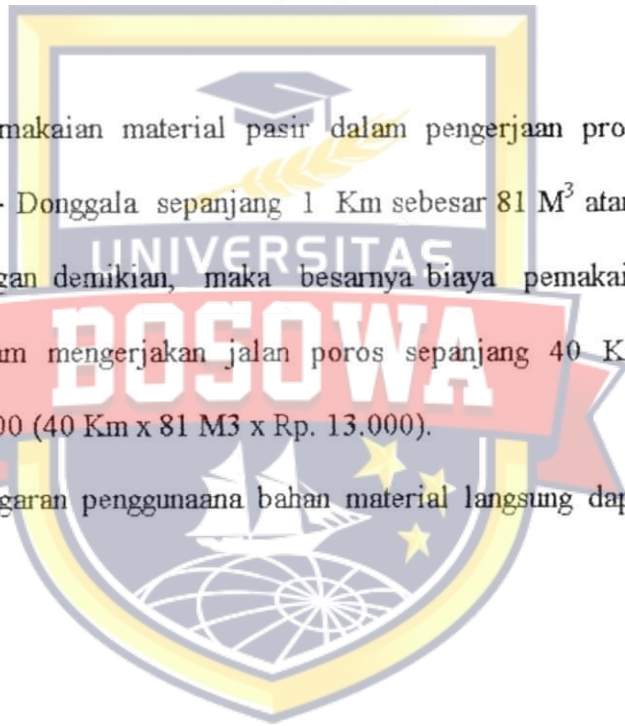 makaian material pasir dalam pengerjaan pro
- Donggala sepanjang 1 Km sebesar 81 M³ atau
UNIVERSITAS
gan demikian, maka besarnya biaya pemakai
BOSOWA
am mengerjakan jalan poros sepanjang 40 K
00 (40 Km x 81 M3 x Rp. 13.000).
garan penggunaana bahan material langsung dap